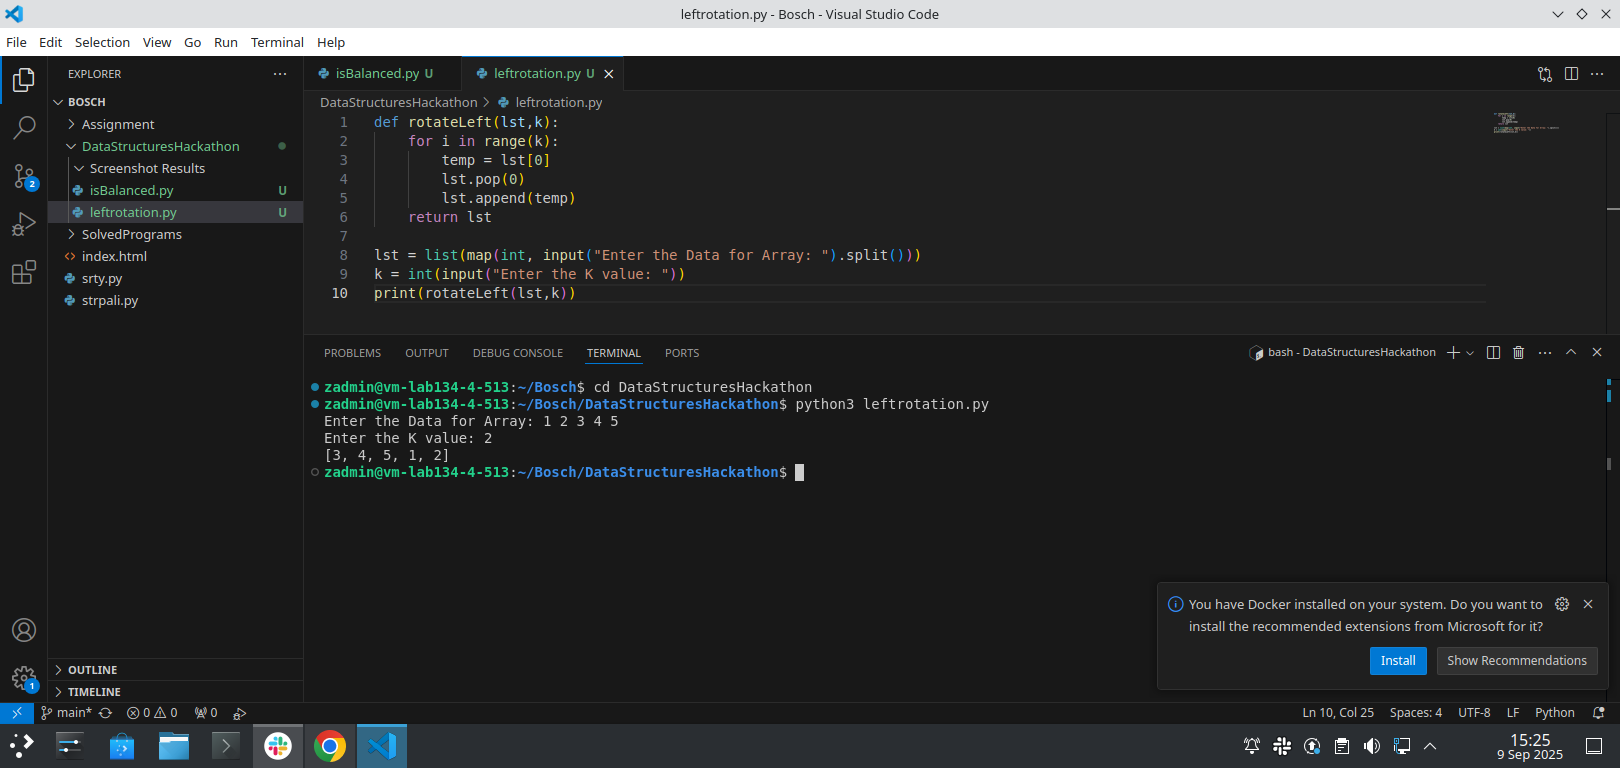 leftrotation.py - Bosch - Visual Studio Code
File Edit Selection View Go Run Terminal Help
EXPLORER
BOSCH
Assignment
DataStructuresHackathon
Screenshot Results
isBalanced.py U
leftrotation.py U
SolvedPrograms
index.html
srty.py
strpali.py
OUTLINE
TIMELINE
isBalanced.py U leftrotation.py U
DataStructuresHackathon > leftrotation.py
1 def rotateLeft(lst,k):
2 for i in range(k):
3 temp = lst[0]
4 lst.pop(0)
5 lst.append(temp)
6 return lst
7
8 lst = list(map(int, input("Enter the Data for Array: ").split()))
9 k = int(input("Enter the K value: "))
10 print(rotateLeft(lst,k))
PROBLEMS OUTPUT DEBUG CONSOLE TERMINAL PORTS
bash - DataStructuresHackathon
zadmin@vm-lab134-4-513:~/Bosch$ cd DataStructuresHackathon
zadmin@vm-lab134-4-513:~/Bosch/DataStructuresHackathon$ python3 leftrotation.py
Enter the Data for Array: 1 2 3 4 5
Enter the K value: 2
[3, 4, 5, 1, 2]
zadmin@vm-lab134-4-513:~/Bosch/DataStructuresHackathon$
You have Docker installed on your system. Do you want to
install the recommended extensions from Microsoft for it?
Install Show Recommendations
2
1
main* 0 0 0
Ln 10, Col 25 Spaces: 4 UTF-8 LF Python
15:25
9 Sep 2025